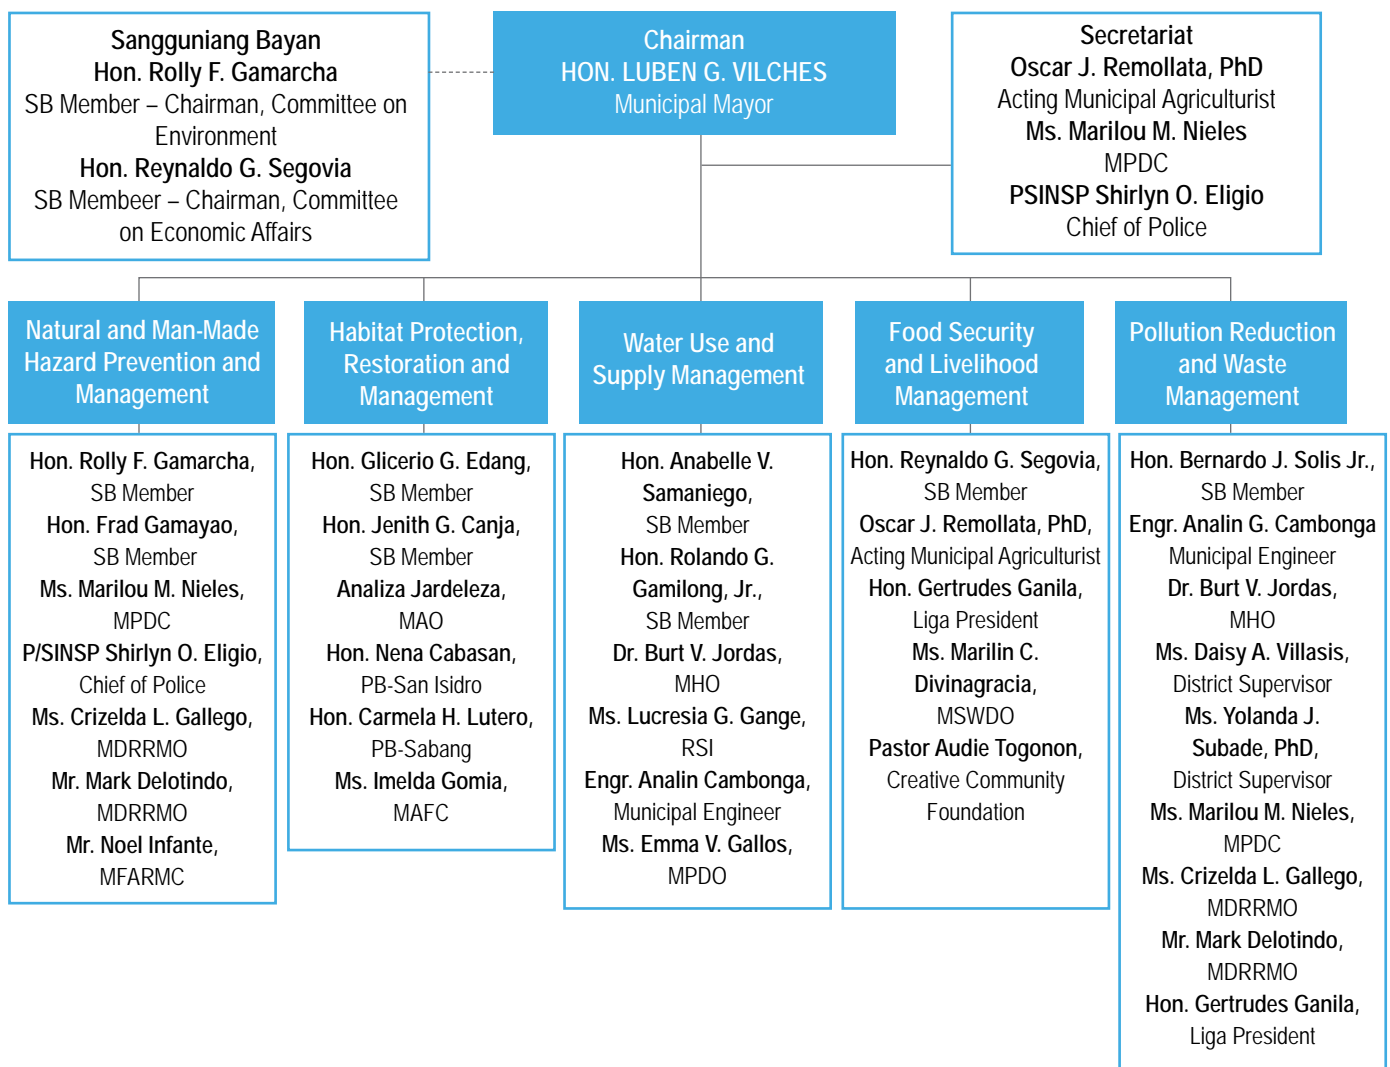 Sangguniang Bayan
Hon. Rolly F. Gamarcha
SB Member – Chairman, Committee on
Environment
Hon. Reynaldo G. Segovia
SB Membeer – Chairman, Committee
on Economic Affairs
Chairman
HON. LUBEN G. VILCHES
Municipal Mayor
Secretariat
Oscar J. Remollata, PhD
Acting Municipal Agriculturist
Ms. Marilou M. Nieles
MPDC
PSINSP Shirlyn O. Eligio
Chief of Police
Natural and Man-Made
Hazard Prevention and
Management
Hon. Rolly F. Gamarcha,
SB Member
Hon. Frad Gamayao,
SB Member
Ms. Marilou M. Nieles,
MPDC
P/SINSP Shirlyn O. Eligio,
Chief of Police
Ms. Crizelda L. Gallego,
MDRRMO
Mr. Mark Delotindo,
MDRRMO
Mr. Noel Infante,
MFARMC
Habitat Protection,
Restoration and
Management
Hon. Glicerio G. Edang,
SB Member
Hon. Jenith G. Canja,
SB Member
Analiza Jardeleza,
MAO
Hon. Nena Cabasan,
PB-San Isidro
Hon. Carmela H. Lutero,
PB-Sabang
Ms. Imelda Gomia,
MAFC
Water Use and
Supply Management
Hon. Anabelle V.
Samaniego,
SB Member
Hon. Rolando G.
Gamilong, Jr.,
SB Member
Dr. Burt V. Jordas,
MHO
Ms. Lucresia G. Gange,
RSI
Engr. Analin Cambonga,
Municipal Engineer
Ms. Emma V. Gallos,
MPDO
Food Security
and Livelihood
Management
Hon. Reynaldo G. Segovia,
SB Member
Oscar J. Remollata, PhD,
Acting Municipal Agriculturist
Hon. Gertrudes Ganila,
Liga President
Ms. Marilin C.
Divinagracia,
MSWDO
Pastor Audie Togonon,
Creative Community
Foundation
Pollution Reduction
and Waste
Management
Hon. Bernardo J. Solis Jr.,
SB Member
Engr. Analin G. Cambonga
Municipal Engineer
Dr. Burt V. Jordas,
MHO
Ms. Daisy A. Villasis,
District Supervisor
Ms. Yolanda J.
Subade, PhD,
District Supervisor
Ms. Marilou M. Nieles,
MPDC
Ms. Crizelda L. Gallego,
MDRRMO
Mr. Mark Delotindo,
MDRRMO
Hon. Gertrudes Ganila,
Liga President